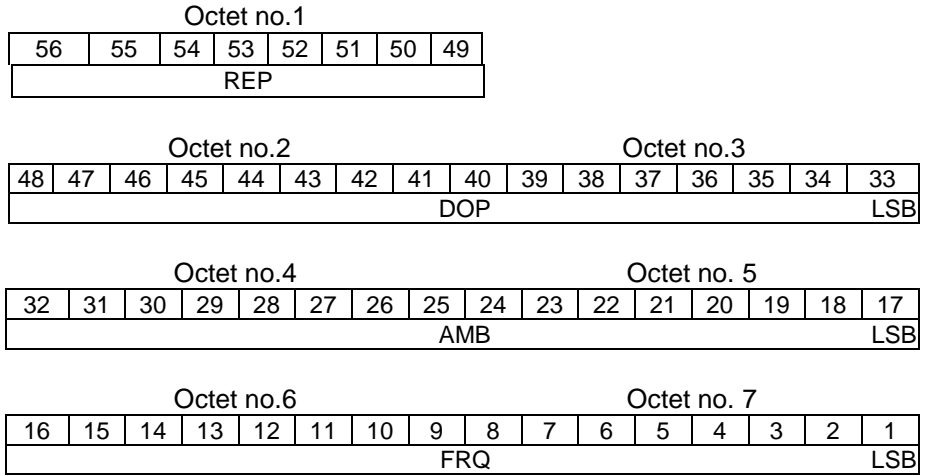 Octet no.1
56 55 54 53 52 51 50 49
REP
Octet no.2 Octet no.3
48 47 46 45 44 43 42 41 40 39 38 37 36 35 34 33
DOP LSB
Octet no.4 Octet no. 5
32 31 30 29 28 27 26 25 24 23 22 21 20 19 18 17
AMB LSB
Octet no.6 Octet no. 7
16 15 14 13 12 11 10 9 8 7 6 5 4 3 2 1
FRQ LSB